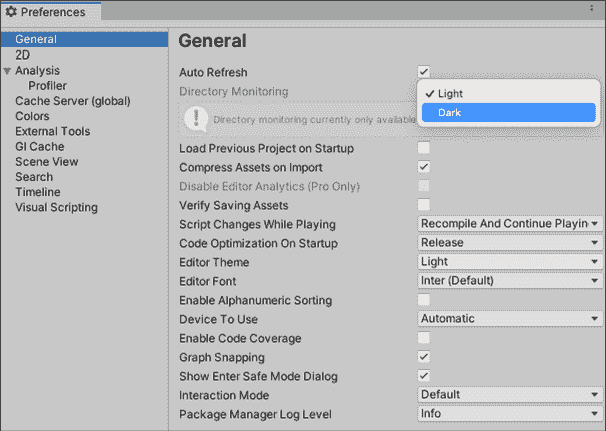 Preferences
General
2D
Analysis
Profiler
Cache Server (global)
Colors
External Tools
GI Cache
Scene View
Search
Timeline
Visual Scripting
General
Auto Refresh
Directory Monitoring
Light
Dark
Directory monitoring currently only available
Load Previous Project on Startup
Compress Assets on Import
Disable Editor Analytics (Pro Only)
Verify Saving Assets
Script Changes While Playing Recompile And Continue Playin
Code Optimization On Startup Release
Editor Theme Light
Editor Font Inter (Default)
Enable Alphanumeric Sorting
Device To Use Automatic
Enable Code Coverage
Graph Snapping
Show Enter Safe Mode Dialog
Interaction Mode Default
Package Manager Log Level Info